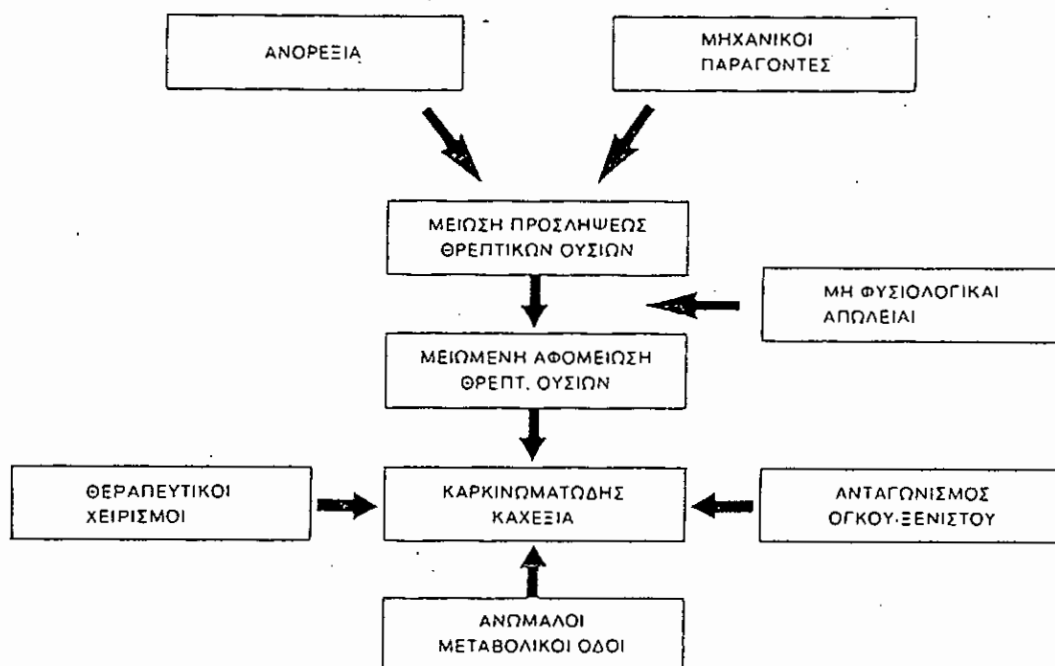 ΑΝΟΡΕΞΙΑ
ΜΗΧΑΝΙΚΟΙ
ΠΑΡΑΓΟΝΤΕΣ
ΜΕΙΩΣΗ ΠΡΟΣΛΗΨΕΩΣ
ΘΡΕΠΤΙΚΩΝ ΟΥΣΙΩΝ
ΜΗ ΦΥΣΙΟΛΟΓΙΚΑΙ
ΑΠΩΛΕΙΑΙ
ΜΕΙΩΜΕΝΗ ΑΦΟΜΕΙΩΣΗ
ΘΡΕΠΤ. ΟΥΣΙΩΝ
ΘΕΡΑΠΕΥΤΙΚΟΙ
ΧΕΙΡΙΣΜΟΙ
ΚΑΡΚΙΝΩΜΑΤΩΔΗΣ
ΚΑΧΕΞΙΑ
ΑΝΤΑΓΩΝΙΣΜΟΣ
ΟΓΚΟΥ-ΞΕΝΙΣΤΟΥ
ΑΝΩΜΑΛΟΙ
ΜΕΤΑΒΟΛΙΚΟΙ ΟΔΟΙ